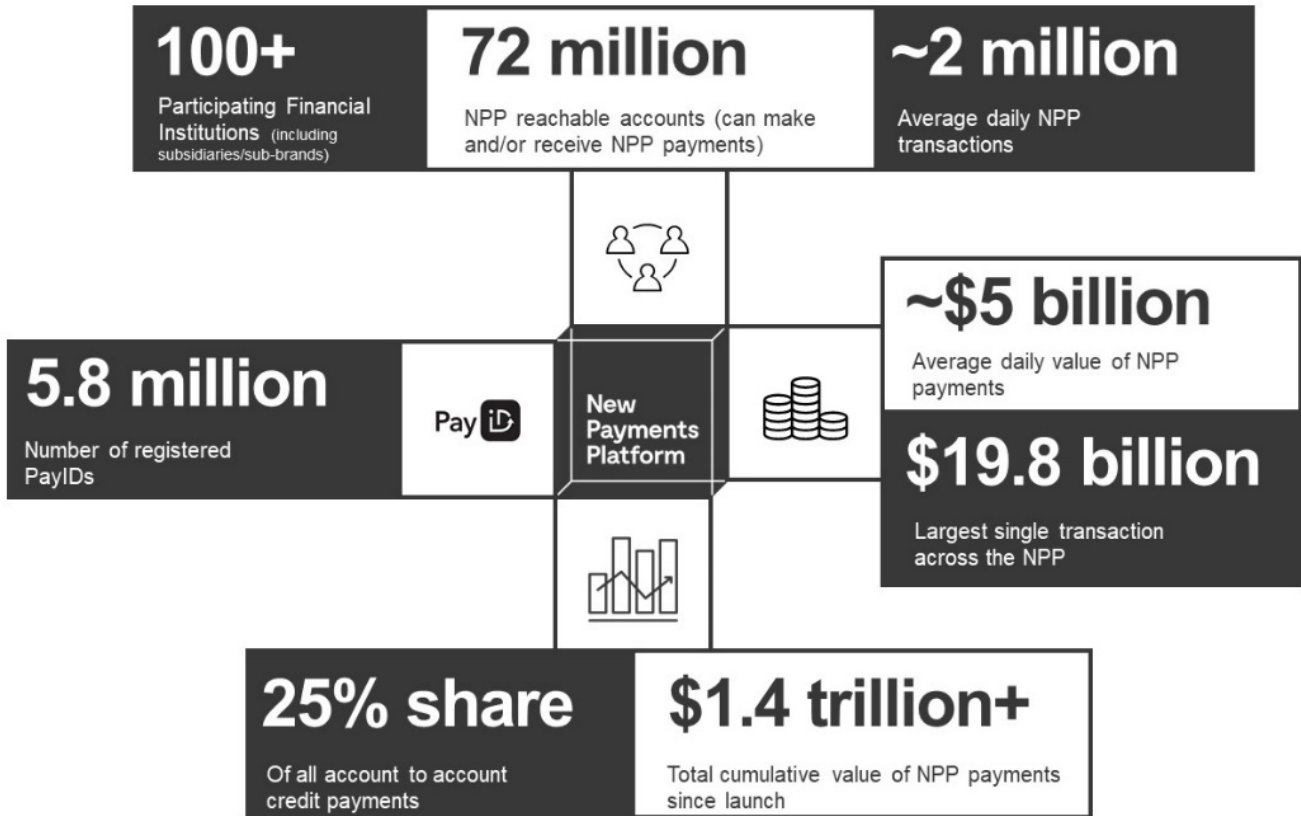 100+
Participating Financial
Institutions (including
subsidiaries/sub-brands)
72 million
NPP reachable accounts (can make
and/or receive NPP payments)
~2 million
Average daily NPP
transactions
~$5 billion
Average daily value of NPP
payments
5.8 million
Number of registered
PayIDs
Pay iD
New
Payments
Platform
$19.8 billion
Largest single transaction
across the NPP
25% share
Of all account to account
credit payments
$1.4 trillion+
Total cumulative value of NPP payments
since launch